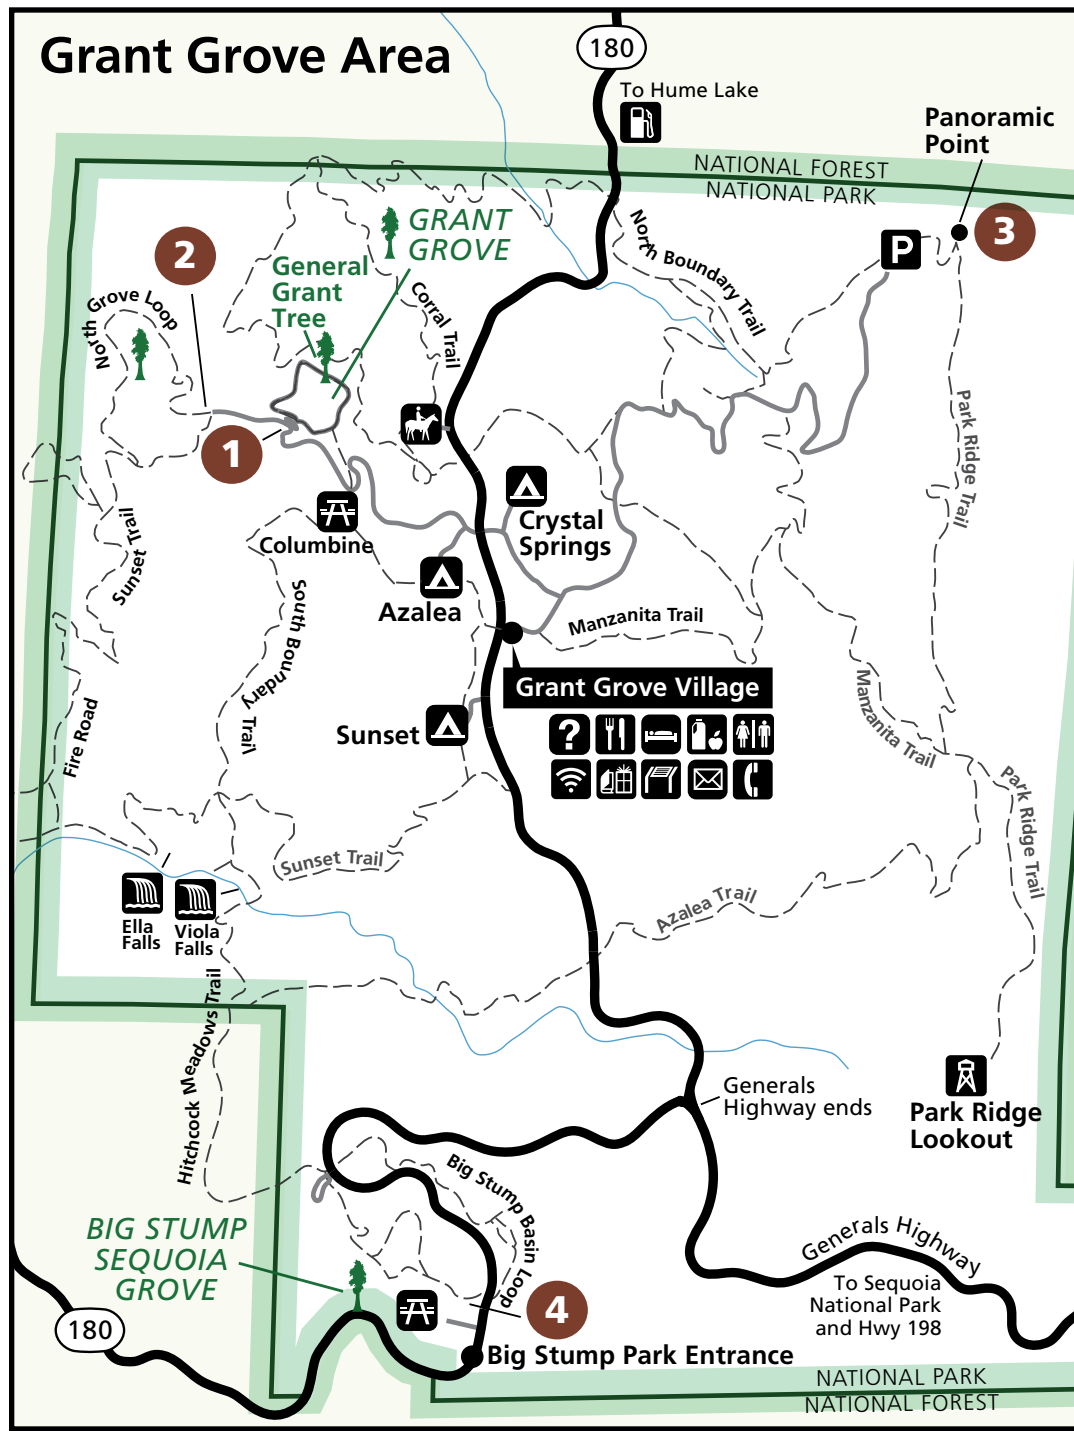 Grant Grove Area
180
To Hume Lake
Panoramic
Point
NATIONAL FOREST
NATIONAL PARK
3
P
2
GRANT
GROVE
General
Grant
Tree
North Grove Loop
Corral Trail
North Boundary Trail
1
Park Ridge Trail
Columbine
Crystal
Springs
Sunset Trail
Azalea
South Boundary Trail
Manzanita Trail
Grant Grove Village
?
Sunset
Fire Road
Manzanita Trail
Park Ridge Trail
Sunset Trail
Azalea Trail
Ella
Falls
Viola
Falls
Hitchcock Meadows Trail
Generals
Highway ends
Park Ridge
Lookout
Big Stump Basin Loop
BIG STUMP
SEQUOIA
GROVE
Generals Highway
To Sequoia
National Park
and Hwy 198
4
180
Big Stump Park Entrance
NATIONAL PARK
NATIONAL FOREST